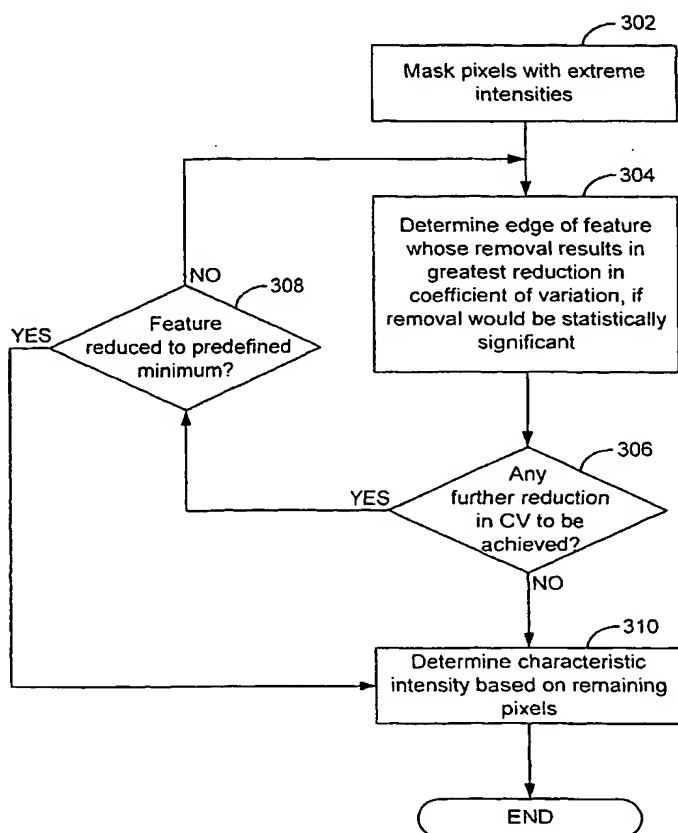 302
Mask pixels with extreme
intensities
304
Determine edge of feature
whose removal results in
greatest reduction in
coefficient of variation, if
removal would be statistically
significant
NO
308
YES
Feature
reduced to predefined
minimum?
306
Any
further reduction
in CV to be
achieved?
YES
NO
310
Determine characteristic
intensity based on remaining
pixels
END